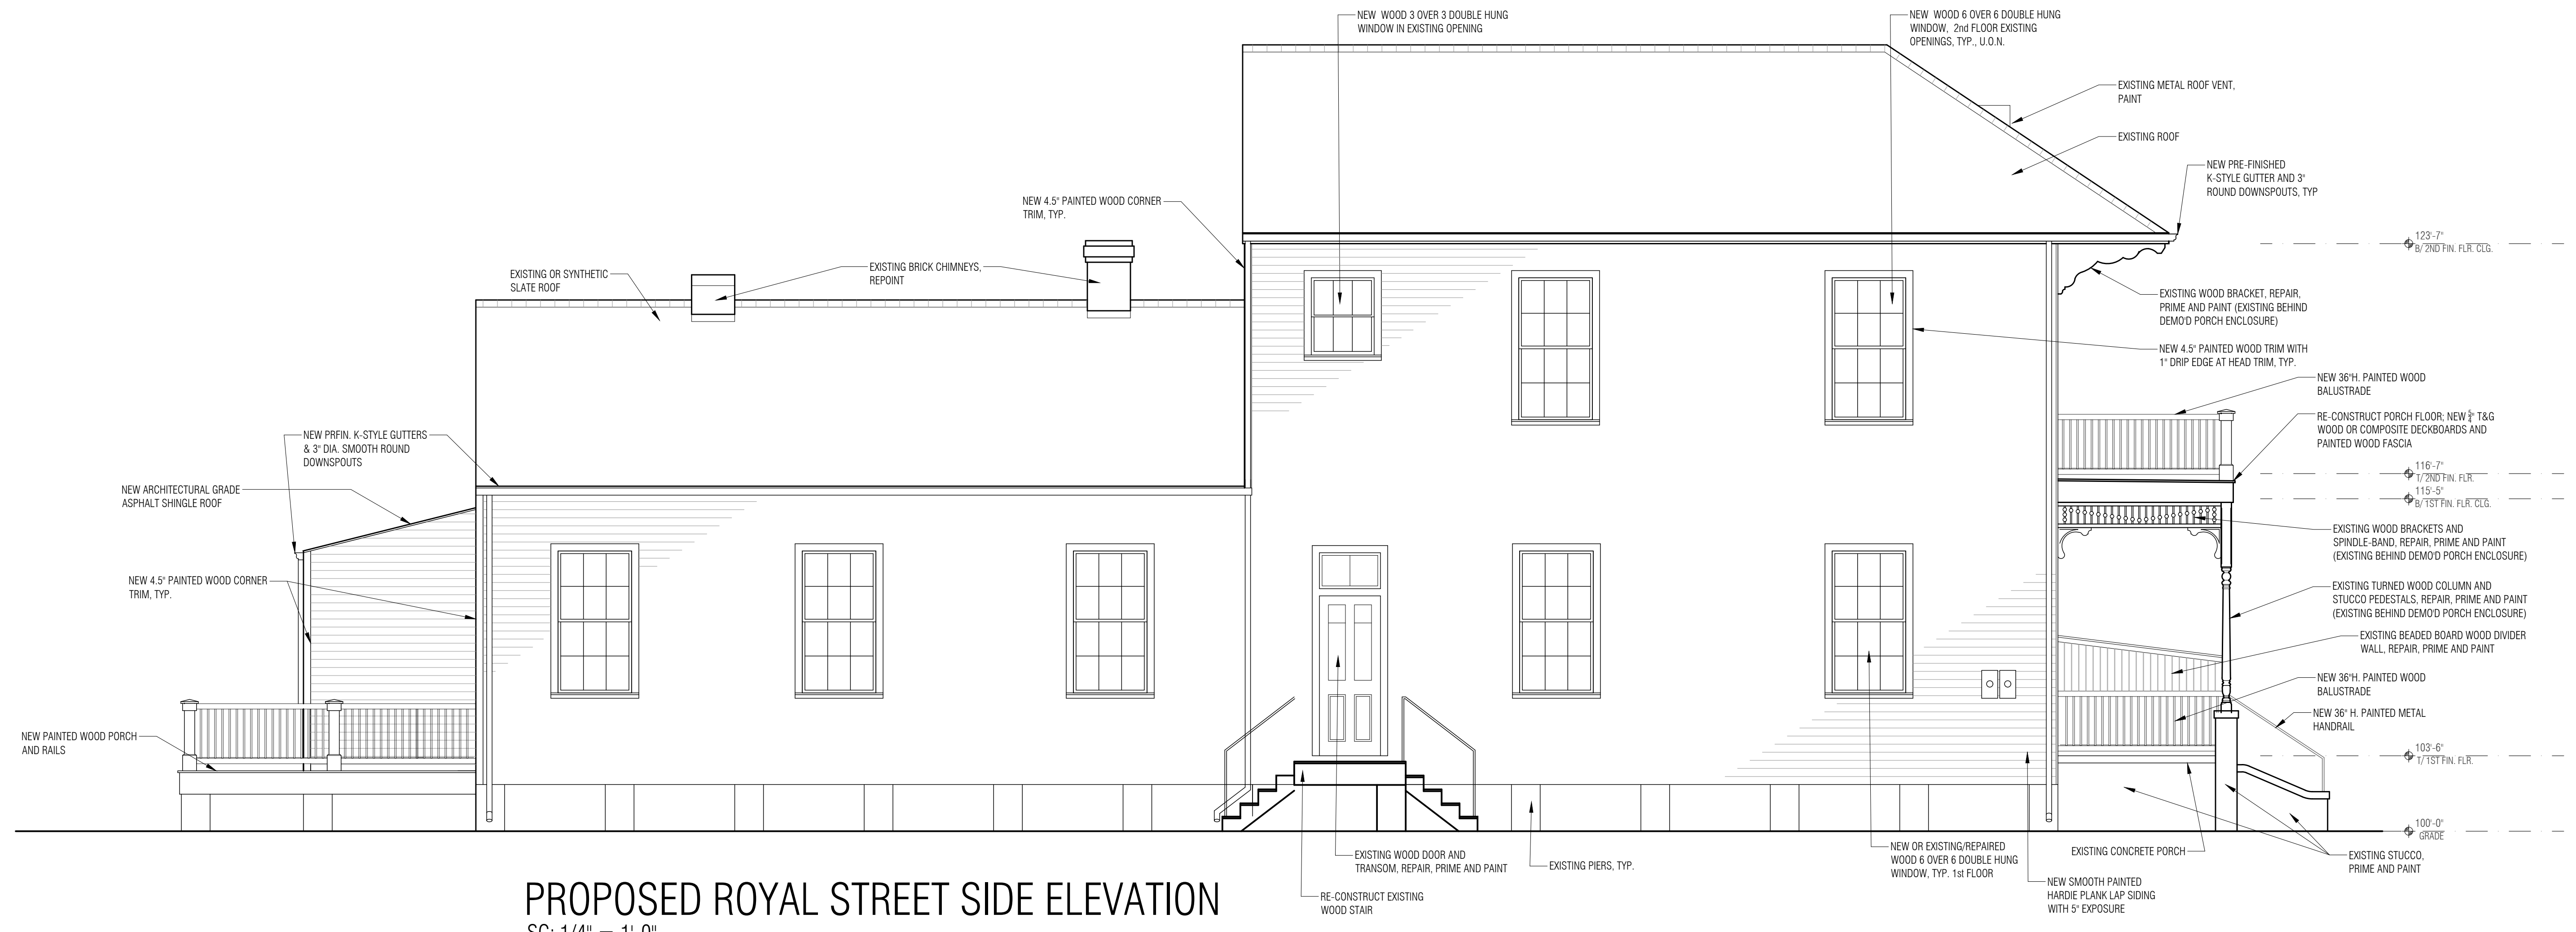 NEW  WOOD 3 OVER 3 DOUBLE HUNG
WINDOW IN EXISTING OPENING
NEW  WOOD 6 OVER 6 DOUBLE HUNG
WINDOW,  2nd FLOOR EXISTING
OPENINGS, TYP., U.O.N.
EXISTING METAL ROOF VENT,
PAINT
EXISTING ROOF
NEW PRE-FINISHED
K-STYLE GUTTER AND 3"
ROUND DOWNSPOUTS, TYP
NEW 4.5" PAINTED WOOD CORNER
TRIM, TYP.
123'-7"
B/ 2ND FIN. FLR. CLG.
EXISTING OR SYNTHETIC
SLATE ROOF
EXISTING BRICK CHIMNEYS,
REPOINT
EXISTING WOOD BRACKET, REPAIR,
PRIME AND PAINT (EXISTING BEHIND
DEMO'D PORCH ENCLOSURE)
NEW 4.5" PAINTED WOOD TRIM WITH
1" DRIP EDGE AT HEAD TRIM, TYP.
NEW 36"H. PAINTED WOOD
BALUSTRADE
RE-CONSTRUCT PORCH FLOOR; NEW 5/4" T&G
WOOD OR COMPOSITE DECKBOARDS AND
PAINTED WOOD FASCIA
NEW PRFIN. K-STYLE GUTTERS
& 3" DIA. SMOOTH ROUND
DOWNSPOUTS
116'-7"
T/ 2ND FIN. FLR.
115'-5"
B/ 1ST FIN. FLR. CLG.
NEW ARCHITECTURAL GRADE
ASPHALT SHINGLE ROOF
EXISTING WOOD BRACKETS AND
SPINDLE-BAND, REPAIR, PRIME AND PAINT
(EXISTING BEHIND DEMO'D PORCH ENCLOSURE)
NEW 4.5" PAINTED WOOD CORNER
TRIM, TYP.
EXISTING TURNED WOOD COLUMN AND
STUCCO PEDESTALS, REPAIR, PRIME AND PAINT
(EXISTING BEHIND DEMO'D PORCH ENCLOSURE)
EXISTING BEADED BOARD WOOD DIVIDER
WALL, REPAIR, PRIME AND PAINT
NEW 36"H. PAINTED WOOD
BALUSTRADE
NEW 36" H. PAINTED METAL
HANDRAIL
NEW PAINTED WOOD PORCH
AND RAILS
103'-6"
T/ 1ST FIN. FLR.
100'-0"
GRADE
EXISTING WOOD DOOR AND
TRANSOM, REPAIR, PRIME AND PAINT
EXISTING PIERS, TYP.
NEW OR EXISTING/REPAIRED
WOOD 6 OVER 6 DOUBLE HUNG
WINDOW, TYP. 1st FLOOR
EXISTING CONCRETE PORCH
EXISTING STUCCO,
PRIME AND PAINT
RE-CONSTRUCT EXISTING
WOOD STAIR
NEW SMOOTH PAINTED
HARDIE PLANK LAP SIDING
WITH 5" EXPOSURE
PROPOSED ROYAL STREET SIDE ELEVATION
SC: 1/4" = 1'-0"